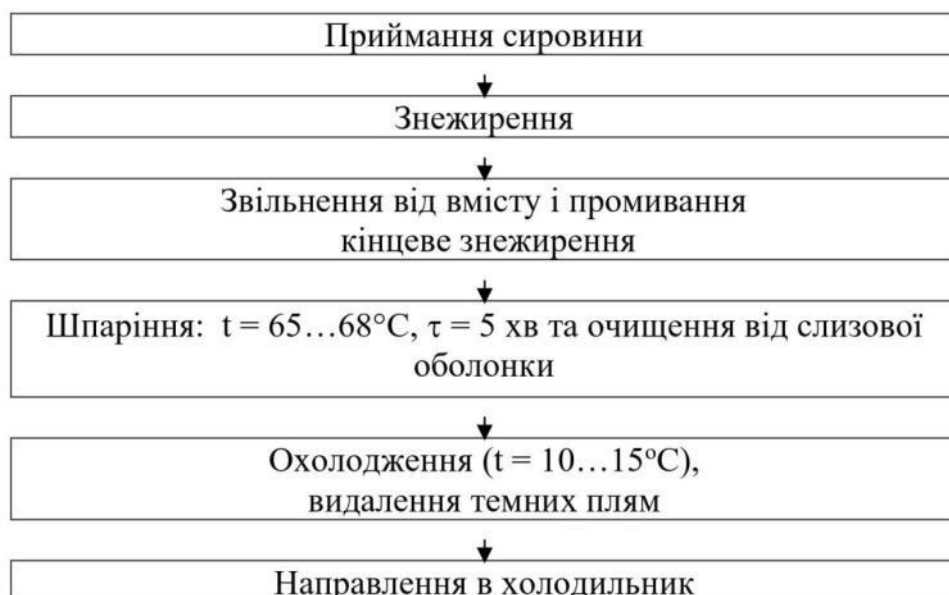 Приймання сировини
Знежирення
Звільнення від вмісту і промивання
кінцеве знежирення
Шпаріння:  t = 65…68°C, τ = 5 хв та очищення від слизової
оболонки
Охолодження (t = 10…15°C),
видалення темних плям
Направлення в холодильник